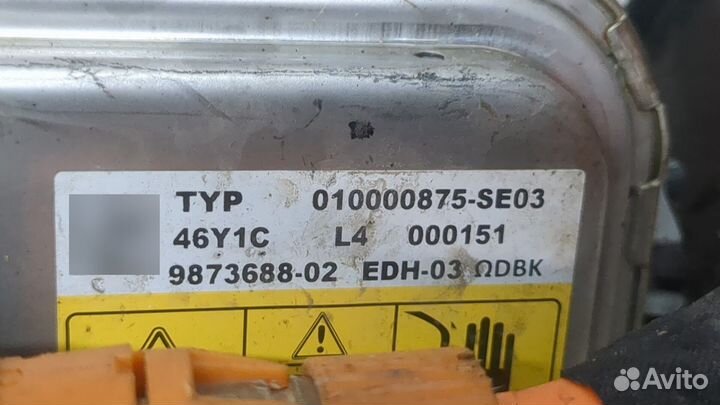 TYP 010000875-SE03
46Y1C L4 000151
9873688-02 EDH-03 ΩDBK
Avito